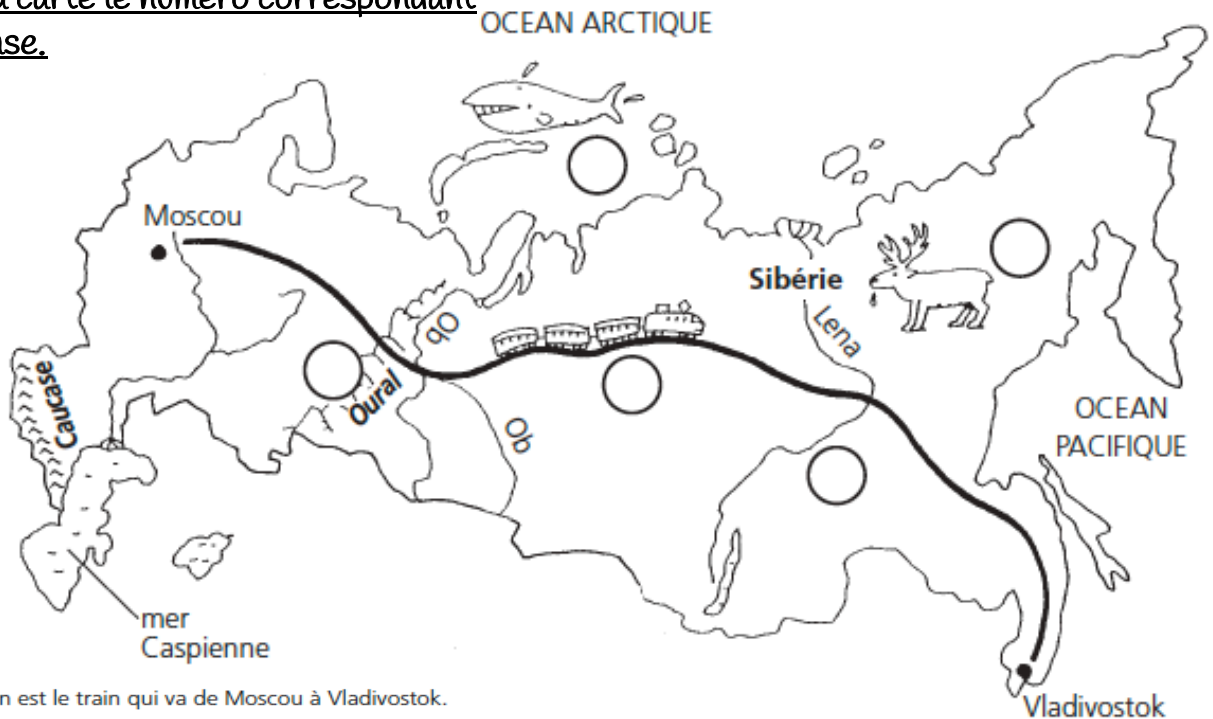 carte le numéro correspondant
OCEAN ARCTIQUE
Moscou
Sibérie
Ob
Lena
Caucase
Oural
Ob
OCEAN
PACIFIQUE
mer
Caspienne
est le train qui va de Moscou à Vladivostok.
Vladivostok